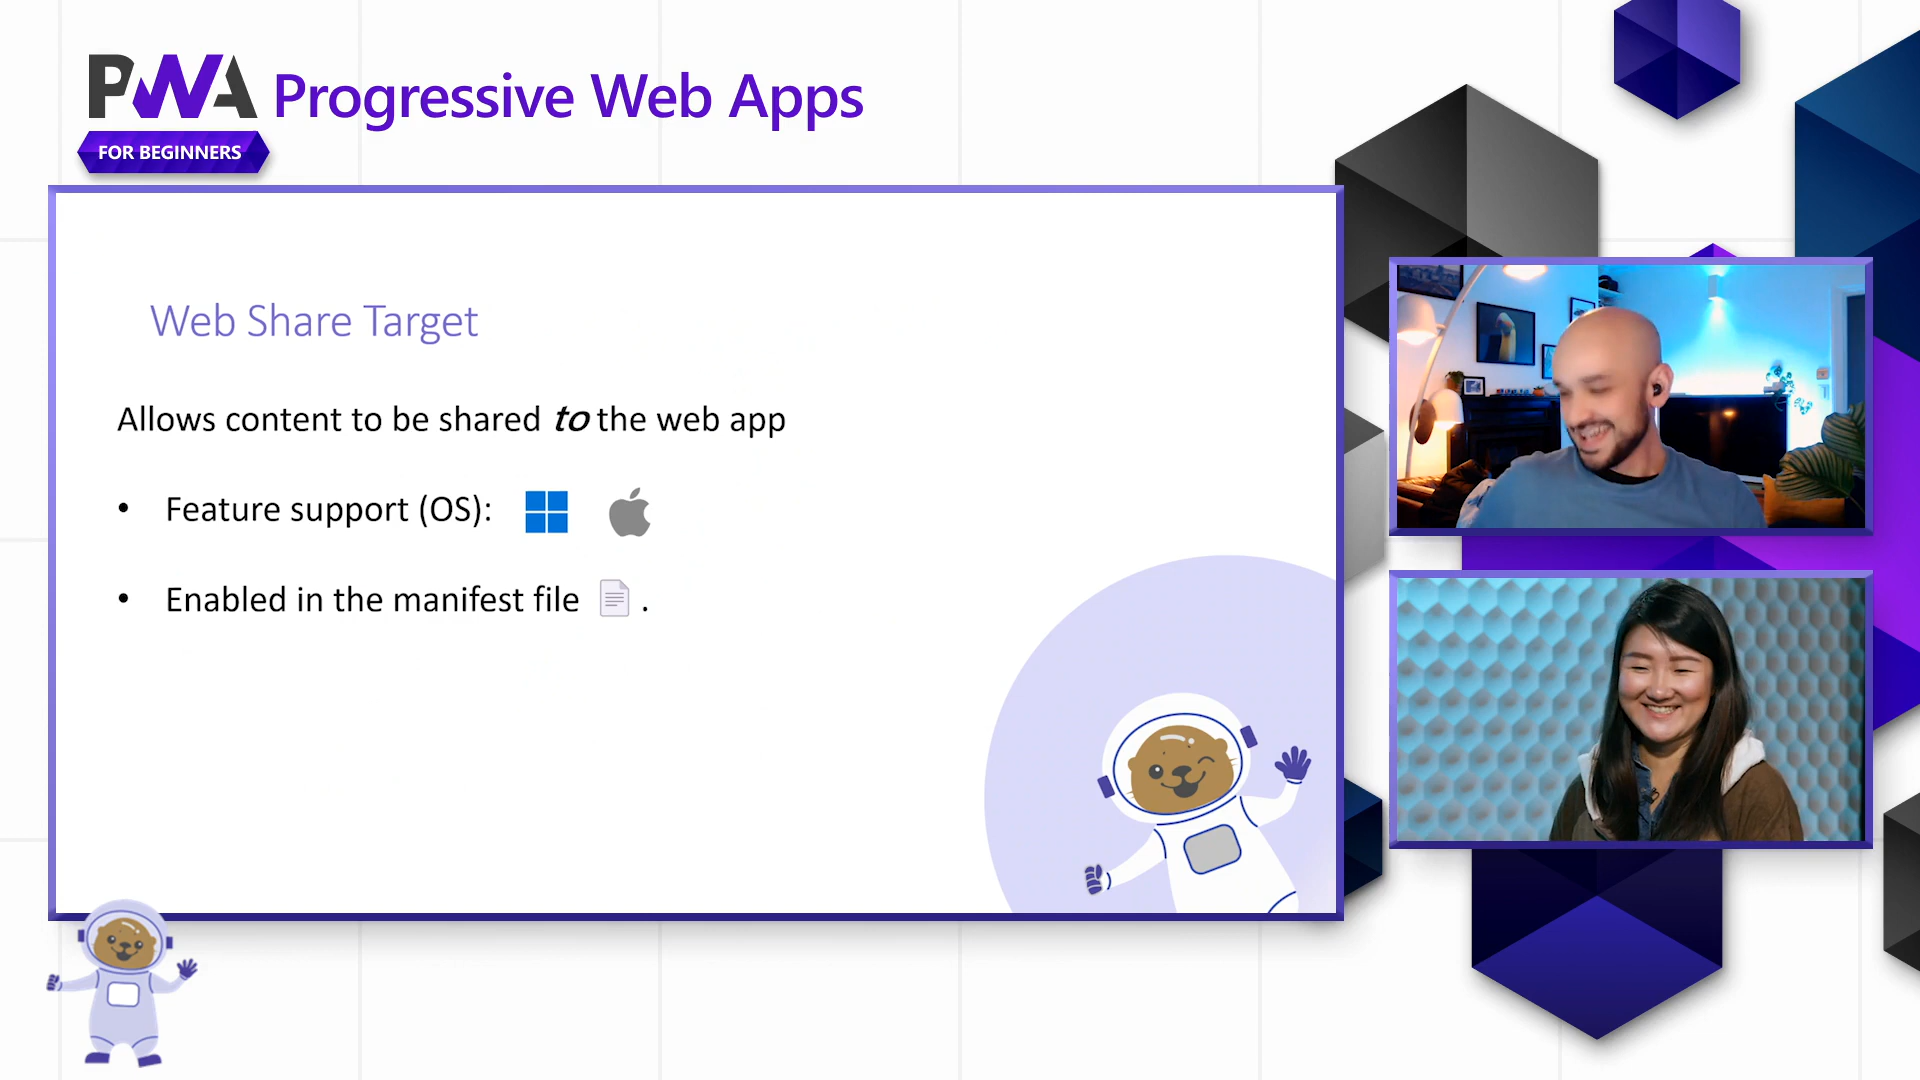 PWA Progressive Web Apps
FOR BEGINNERS
Web Share Target
Allows content to be shared to the web app
• Feature support (OS):
• Enabled in the manifest file .